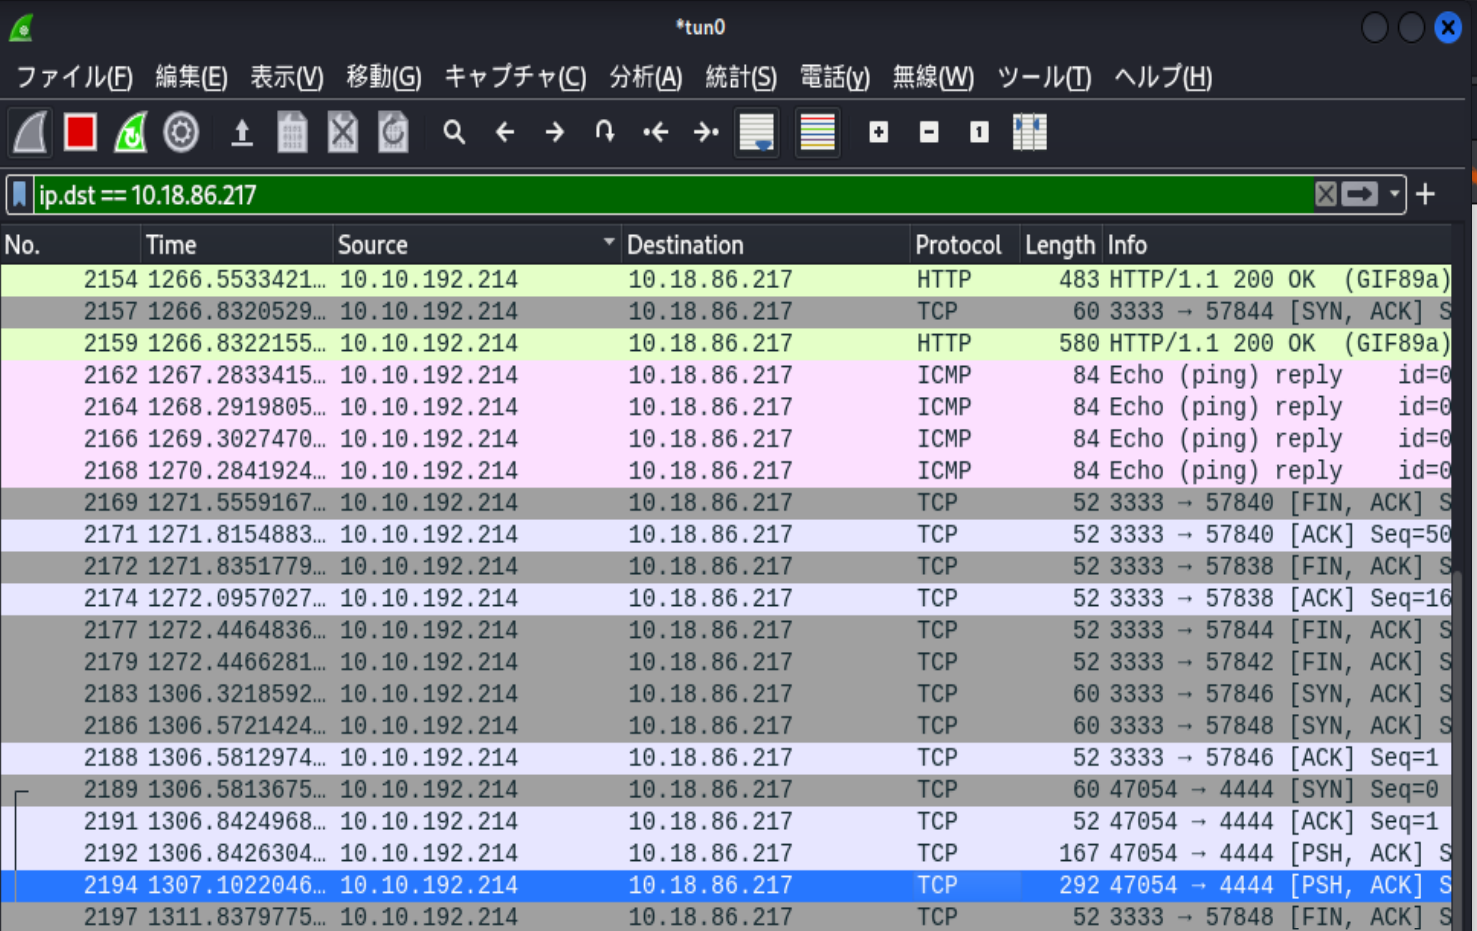 *tun0
ファイル(F) 編集(E) 表示(V) 移動(G) キャプチャ(C) 分析(A) 統計(S) 電話(y) 無線(W) ツール(T) ヘルプ(H)
ip.dst == 10.18.86.217
No. Time Source Destination Protocol Length Info
2154 1266.5533421… 10.10.192.214 10.18.86.217 HTTP 483 HTTP/1.1 200 OK (GIF89a)
2157 1266.8320529… 10.10.192.214 10.18.86.217 TCP 60 3333 → 57844 [SYN, ACK] S
2159 1266.8322155… 10.10.192.214 10.18.86.217 HTTP 580 HTTP/1.1 200 OK (GIF89a)
2162 1267.2833415… 10.10.192.214 10.18.86.217 ICMP 84 Echo (ping) reply id=0
2164 1268.2919805… 10.10.192.214 10.18.86.217 ICMP 84 Echo (ping) reply id=0
2166 1269.3027470… 10.10.192.214 10.18.86.217 ICMP 84 Echo (ping) reply id=0
2168 1270.2841924… 10.10.192.214 10.18.86.217 ICMP 84 Echo (ping) reply id=0
2169 1271.5559167… 10.10.192.214 10.18.86.217 TCP 52 3333 → 57840 [FIN, ACK] S
2171 1271.8154883… 10.10.192.214 10.18.86.217 TCP 52 3333 → 57840 [ACK] Seq=50
2172 1271.8351779… 10.10.192.214 10.18.86.217 TCP 52 3333 → 57838 [FIN, ACK] S
2174 1272.0957027… 10.10.192.214 10.18.86.217 TCP 52 3333 → 57838 [ACK] Seq=16
2177 1272.4464836… 10.10.192.214 10.18.86.217 TCP 52 3333 → 57844 [FIN, ACK] S
2179 1272.4466281… 10.10.192.214 10.18.86.217 TCP 52 3333 → 57842 [FIN, ACK] S
2183 1306.3218592… 10.10.192.214 10.18.86.217 TCP 60 3333 → 57846 [SYN, ACK] S
2186 1306.5721424… 10.10.192.214 10.18.86.217 TCP 60 3333 → 57848 [SYN, ACK] S
2188 1306.5812974… 10.10.192.214 10.18.86.217 TCP 52 3333 → 57846 [ACK] Seq=1
2189 1306.5813675… 10.10.192.214 10.18.86.217 TCP 60 47054 → 4444 [SYN] Seq=0
2191 1306.8424968… 10.10.192.214 10.18.86.217 TCP 52 47054 → 4444 [ACK] Seq=1
2192 1306.8426304… 10.10.192.214 10.18.86.217 TCP 167 47054 → 4444 [PSH, ACK] S
2194 1307.1022046… 10.10.192.214 10.18.86.217 TCP 292 47054 → 4444 [PSH, ACK] S
2197 1311.8379775… 10.10.192.214 10.18.86.217 TCP 52 3333 → 57848 [FIN, ACK] S